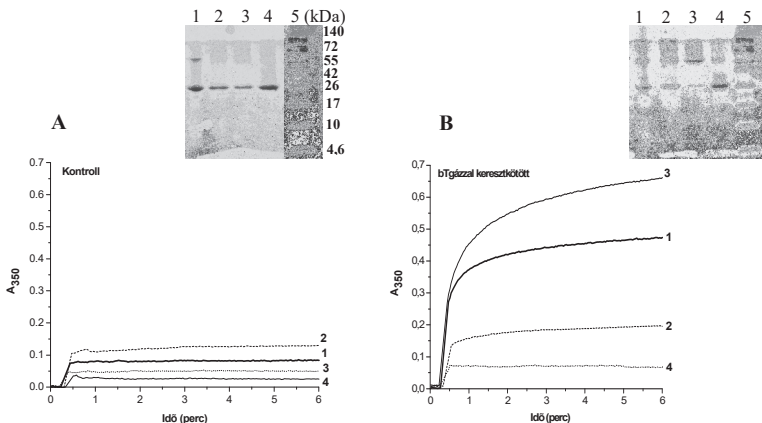 1 2 3 4 5 (kDa)
140
72
55
42
26
17
10
4,6
A
Kontroll
0.7
0.6
0.5
0.4
0.3
0.2
0.1
0.0
A350
2
1
3
4
0 1 2 3 4 5 6
Idő (perc)
1 2 3 4 5
B
bTgázzal keresztkötött
0,7
0,6
0,5
0,4
0,3
0,2
0,1
0,0
A350
3
1
2
4
0 1 2 3 4 5 6
Idő (perc)